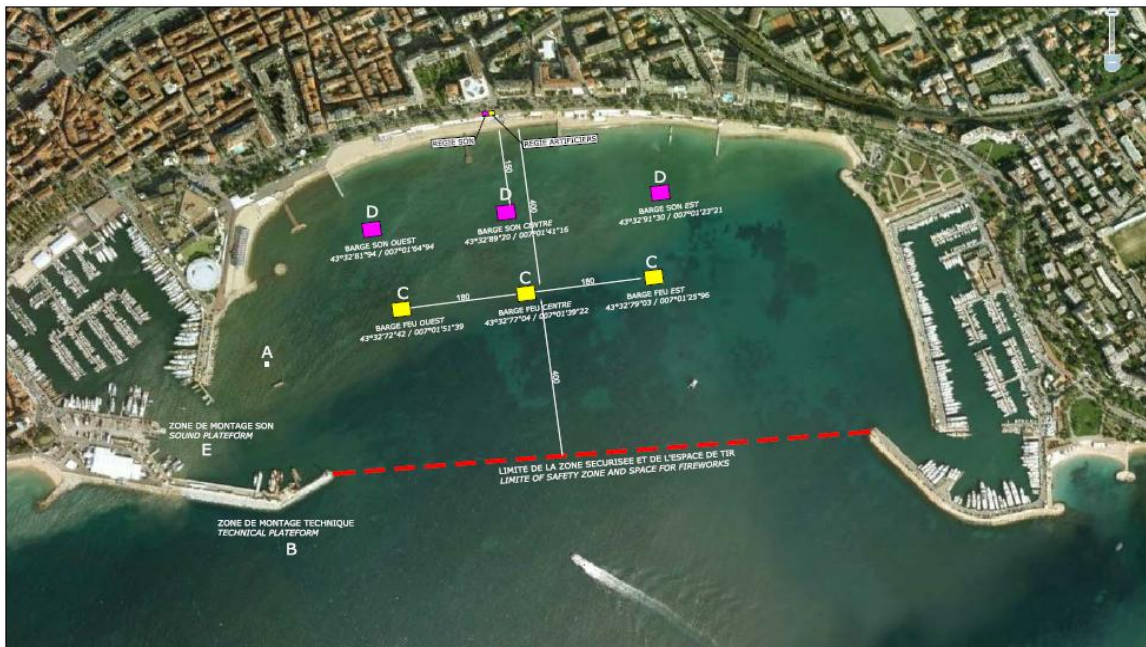 REGIE SON
REGIE ARTIFICIERS
150
400
D
BARGE SON OUEST
43°32'81"94 / 007°01'64"94
D
BARGE SON CENTRE
43°32'89"20 / 007°01'41"16
D
BARGE SON EST
43°32'91"30 / 007°01'23"21
C
BARGE FEU OUEST
43°32'72"42 / 007°01'51"39
180
C
BARGE FEU CENTRE
43°32'77"04 / 007°01'39"22
180
C
BARGE FEU EST
43°32'79"03 / 007°01'25"96
A
400
ZONE DE MONTAGE SON
SOUND PLATEFORM
E
LIMITE DE LA ZONE SECURISEE ET DE L'ESPACE DE TIR
LIMITE OF SAFETY ZONE AND SPACE FOR FIREWORKS
ZONE DE MONTAGE TECHNIQUE
TECHNICAL PLATEFORM
B